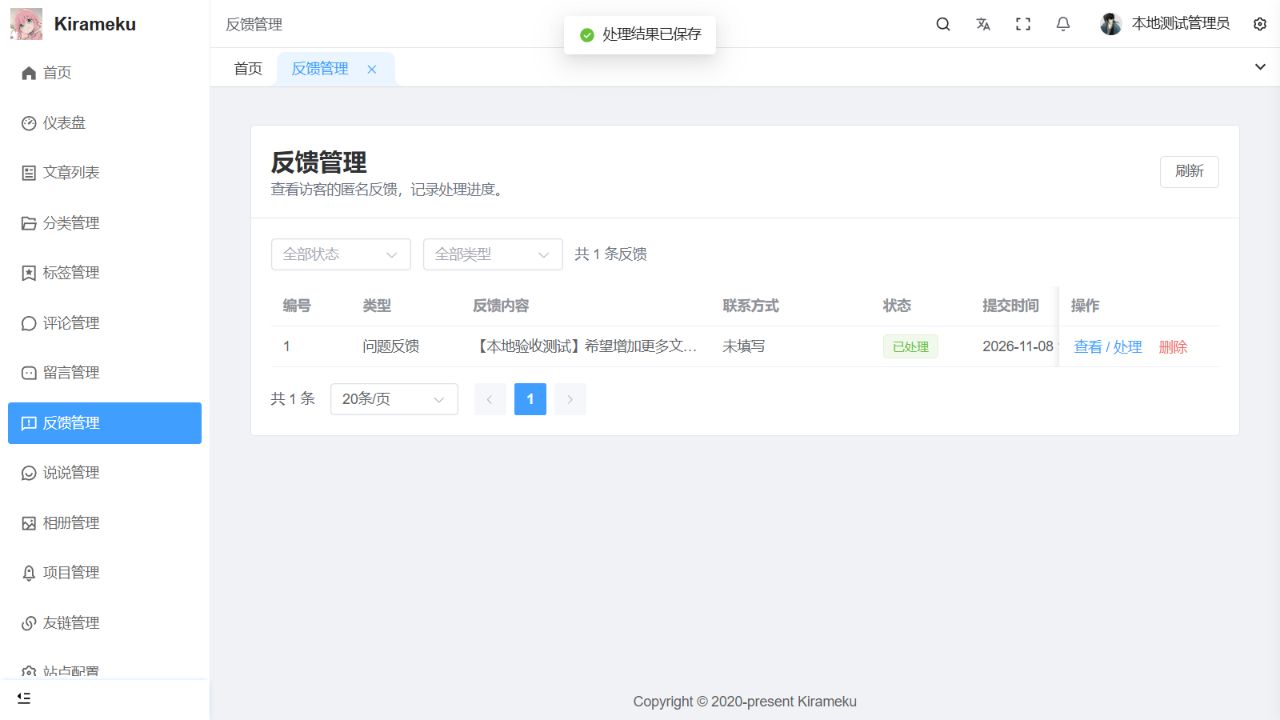 Kirameku
反馈管理
处理结果已保存
本地测试管理员
首页
反馈管理
首页
仪表盘
文章列表
分类管理
标签管理
评论管理
留言管理
反馈管理
说说管理
相册管理
项目管理
友链管理
站点配置
反馈管理
查看访客的匿名反馈，记录处理进度。
刷新
全部状态 全部类型 共 1 条反馈
编号 类型 反馈内容 联系方式 状态 提交时间 操作
1 问题反馈 【本地验收测试】希望增加更多文… 未填写 已处理 2026-11-08 查看 / 处理 删除
共 1 条 20条/页 1
Copyright © 2020-present Kirameku